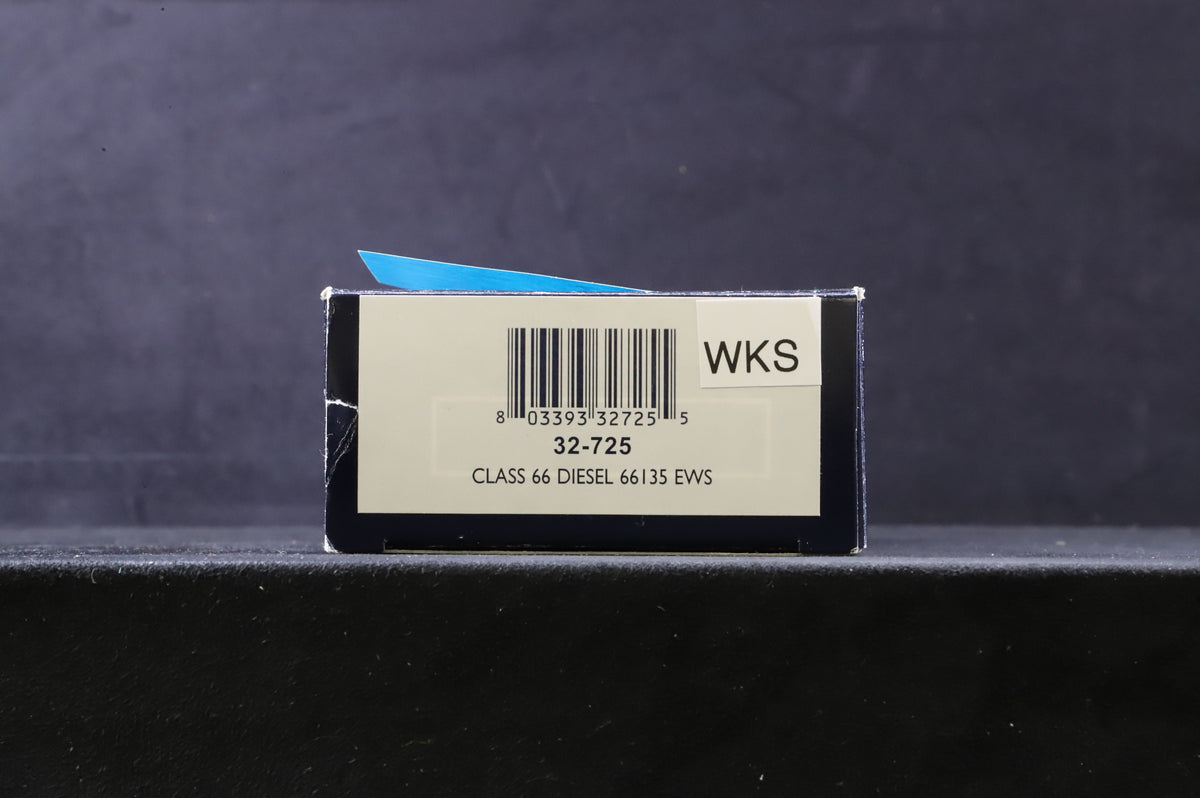 WKS
8 03393 32725 5
32-725
CLASS 66 DIESEL 66135 EWS